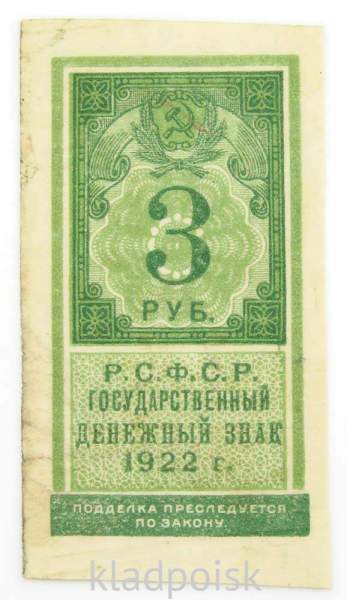 3
РУБ.
Р.С.Ф.С.Р.
ГОСУДАРСТВЕННЫЙ
ДЕНЕЖНЫЙ ЗНАК
1922 г.
ПОДДЕЛКА ПРЕСЛЕДУЕТСЯ
ПО ЗАКОНУ.
kladpoisk